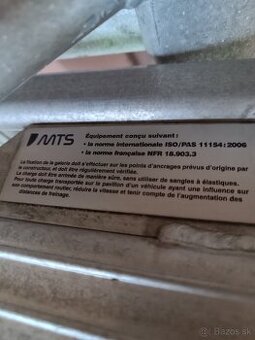 MTS
Equipement conçu suivant :
• la norme internationale ISO/PAS 11154 : 2006
• la norme française NFR 18.903.3
La fixation de la galerie doit s'effectuer sur les points d'ancrages prévus d'origine par
le constructeur, et doit être régulièrement vérifiée.
La charge doit être arrimée de manière sûre, sans utiliser de sangles à élastiques.
Pour toute charge transportée sur le pavillon d'un véhicule ayant une influence sur
son comportement routier, réduire la vitesse et tenir compte de l'augmentation des
distances de freinage.
bazos.sk